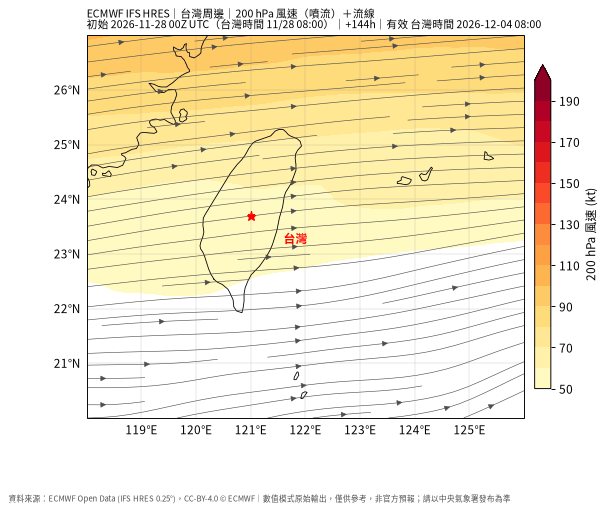 ECMWF IFS HRES｜台灣周邊｜200 hPa 風速（噴流）＋流線
初始 2026-11-28 00Z UTC（台灣時間 11/28 08:00）｜+144h｜有效 台灣時間 2026-12-04 08:00
26°N
25°N
24°N
23°N
22°N
21°N
台灣
119°E
120°E
121°E
122°E
123°E
124°E
125°E
190
170
150
130
110
90
70
50
200 hPa 風速 (kt)
資料來源：ECMWF Open Data (IFS HRES 0.25°)，CC-BY-4.0 © ECMWF｜數值模式原始輸出，僅供參考，非官方預報；請以中央氣象署發布為準